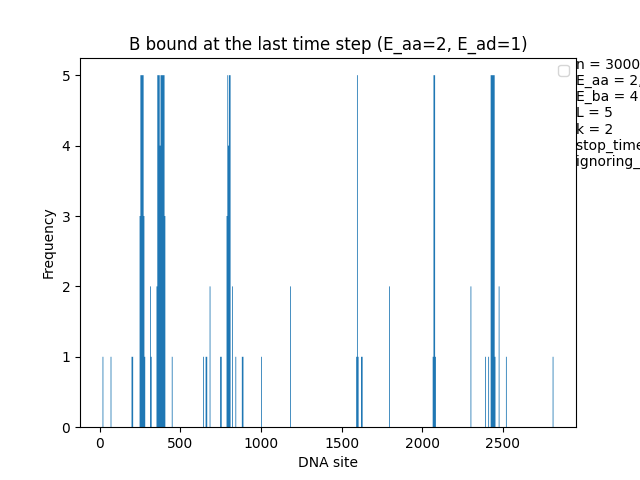 B bound at the last time step (E_aa=2, E_ad=1)
n = 3000
E_aa = 2,
E_ba = 4
L = 5
k = 2
stop_time
ignoring_
Frequency
5
4
3
2
1
0
0 500 1000 1500 2000 2500
DNA site